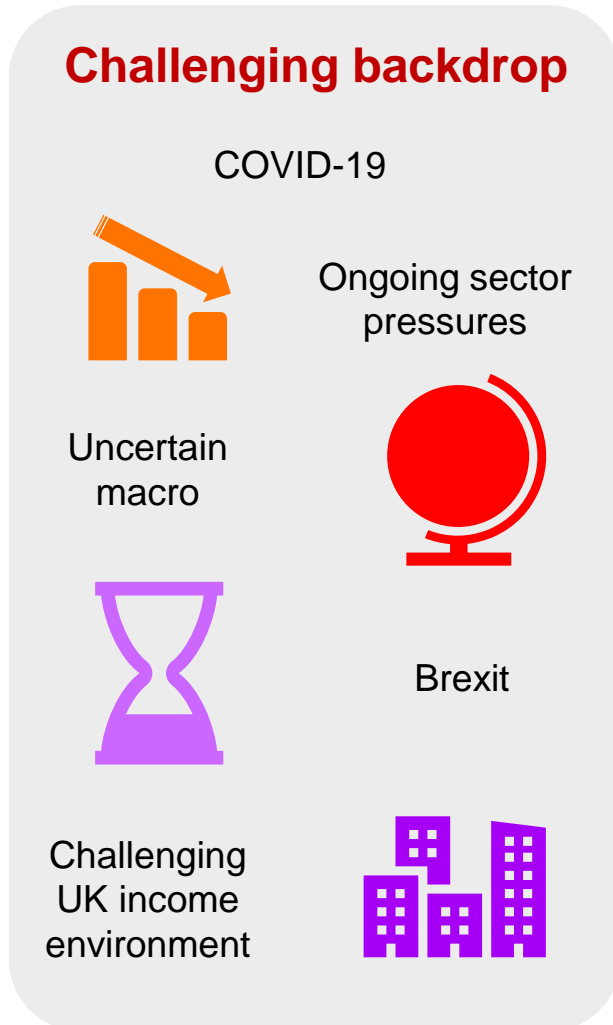 Challenging backdrop
COVID-19
Ongoing sector
pressures
Uncertain
macro
Brexit
Challenging
UK income
environment